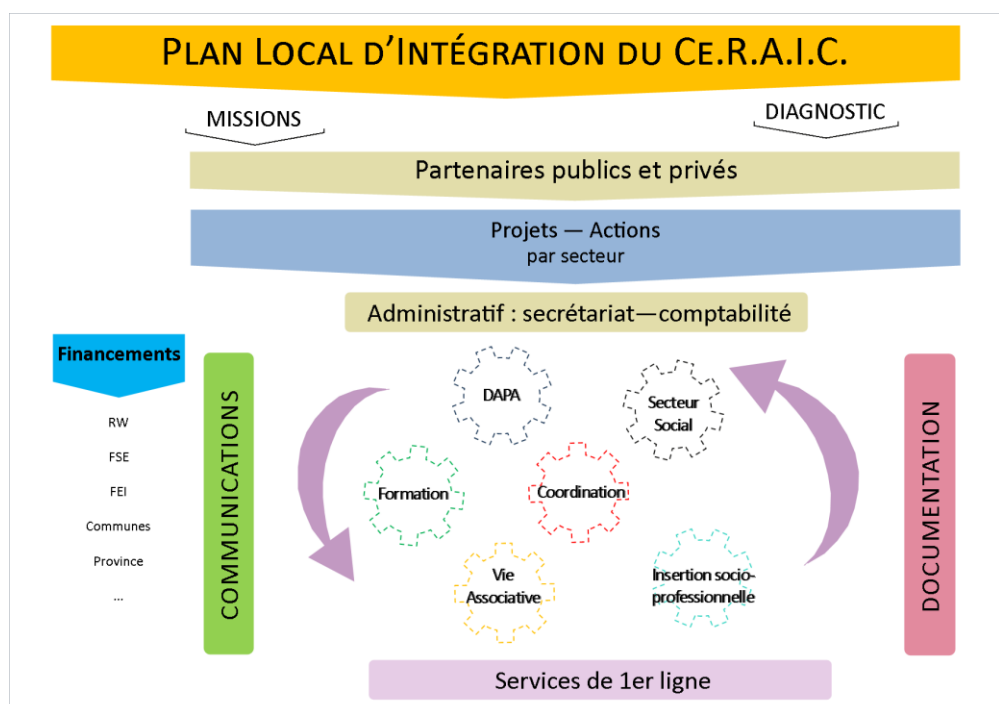 PLAN LOCAL D'INTÉGRATION DU CE.R.A.I.C.
MISSIONS
DIAGNOSTIC
Partenaires publics et privés
Projets — Actions
par secteur
Administratif : secrétariat—comptabilité
Financements
RW
FSE
FEI
Communes
Province
...
COMMUNICATIONS
DAPA
Secteur
Social
Formation
Coordination
Vie
Associative
Insertion socio-
professionnelle
DOCUMENTATION
Services de 1er ligne